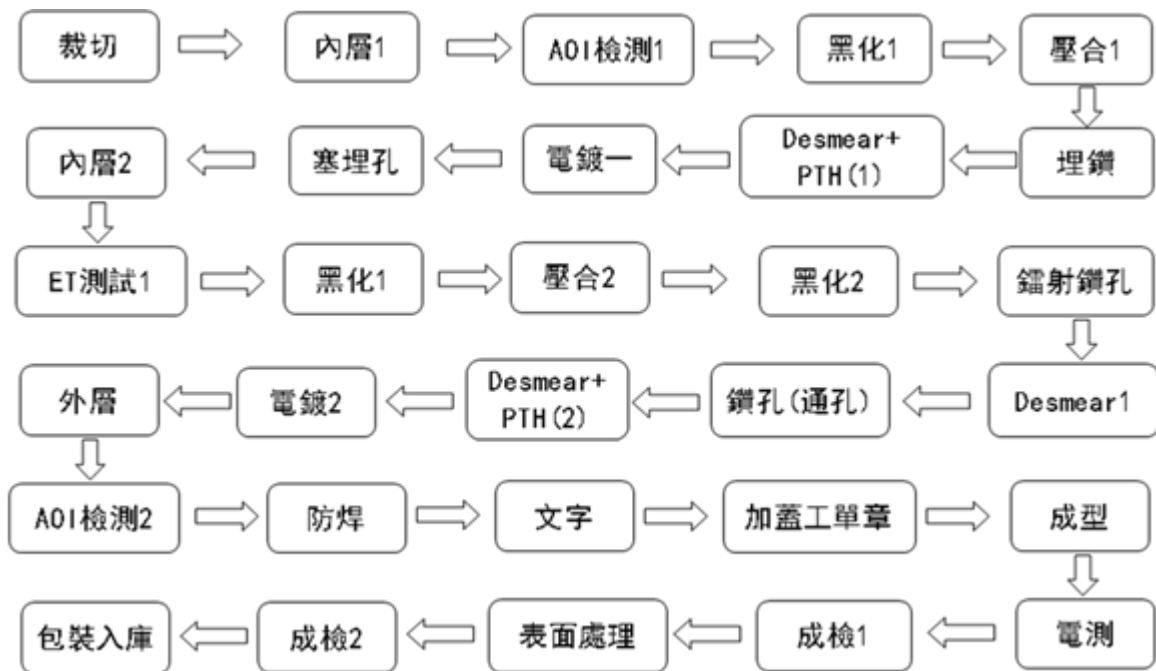 裁切
內層1
AOI檢測1
黑化1
壓合1
埋鑽
Desmear+
PTH(1)
電鍍一
塞埋孔
內層2
ET測試1
黑化1
壓合2
黑化2
鐳射鑽孔
Desmear1
鑽孔(通孔)
Desmear+
PTH(2)
電鍍2
外層
AOI檢測2
防焊
文字
加蓋工單章
成型
電測
成檢1
表面處理
成檢2
包裝入庫